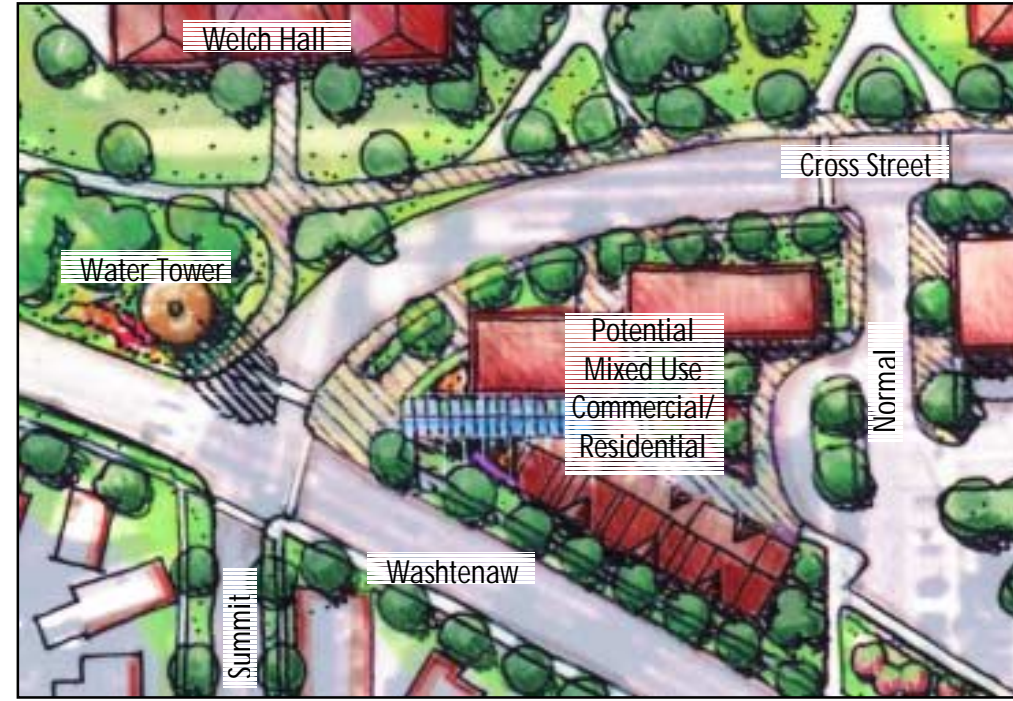 Welch Hall
Cross Street
Water Tower
Potential
Mixed Use
Commercial/
Residential
Normal
Washtenaw
Summit